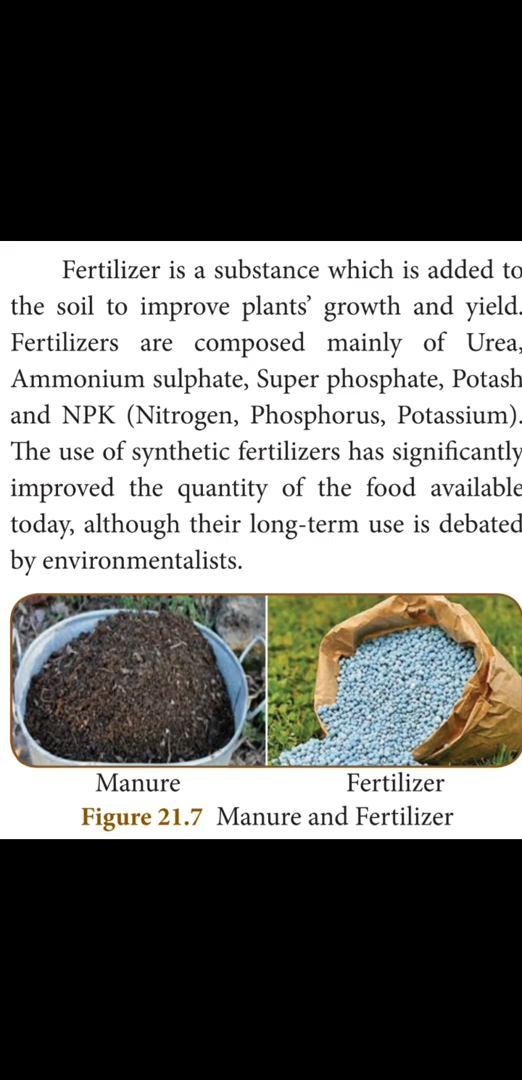 Fertilizer is a substance which is added to
the soil to improve plants’ growth and yield.
Fertilizers are composed mainly of Urea,
Ammonium sulphate, Super phosphate, Potash
and NPK (Nitrogen, Phosphorus, Potassium).
The use of synthetic fertilizers has significantly
improved the quantity of the food available
today, although their long-term use is debated
by environmentalists.
Manure
Fertilizer
Figure 21.7 Manure and Fertilizer